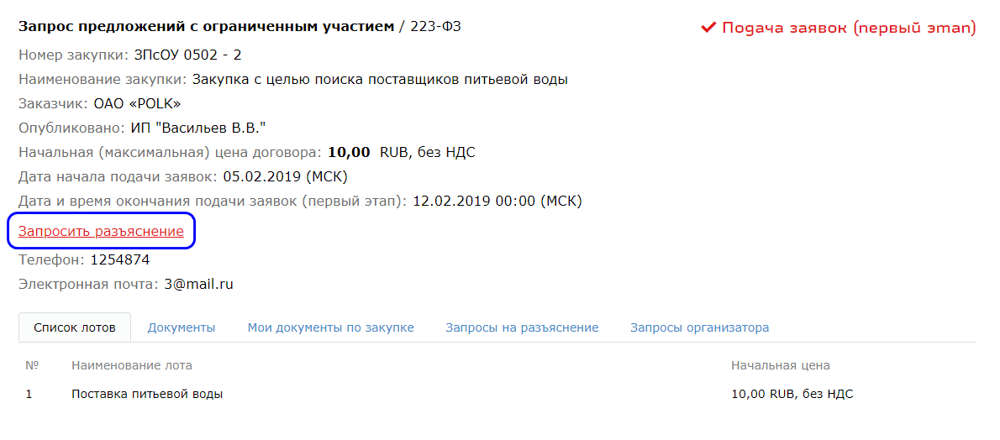 Запрос предложений с ограниченным участием / 223-ФЗ
Подача заявок (первый этап)
Номер закупки: ЗПсОУ 0502 - 2
Наименование закупки: Закупка с целью поиска поставщиков питьевой воды
Заказчик: ОАО «POLK»
Опубликовано: ИП "Васильев В.В."
Начальная (максимальная) цена договора: 10,00 RUB, без НДС
Дата начала подачи заявок: 05.02.2019 (МСК)
Дата и время окончания подачи заявок (первый этап): 12.02.2019 00:00 (МСК)
Запросить разъяснение
Телефон: 1254874
Электронная почта: 3@mail.ru
Список лотов Документы Мои документы по закупке Запросы на разъяснение Запросы организатора
№ Наименование лота Начальная цена
1 Поставка питьевой воды 10,00 RUB, без НДС